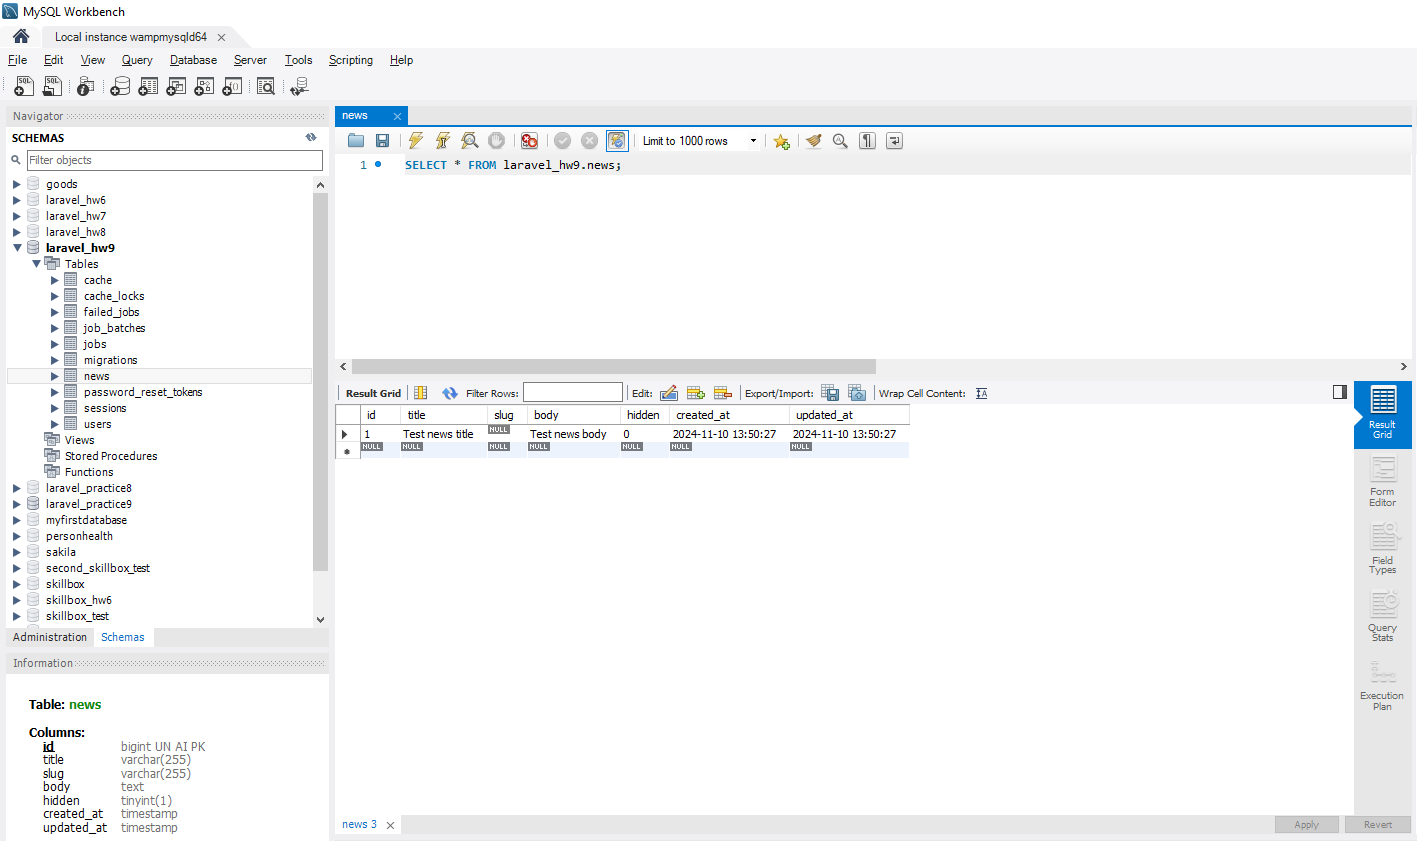 MySQL Workbench
Local instance wampmysqld64
File Edit View Query Database Server Tools Scripting Help
Navigator
SCHEMAS
Filter objects
goods
laravel_hw6
laravel_hw7
laravel_hw8
laravel_hw9
Tables
cache
cache_locks
failed_jobs
job_batches
jobs
migrations
news
password_reset_tokens
sessions
users
Views
Stored Procedures
Functions
laravel_practice8
laravel_practice9
myfirstdatabase
personhealth
sakila
second_skillbox_test
skillbox
skillbox_hw6
skillbox_test
Administration Schemas
Information
Table: news
Columns:
id bigint UN AI PK
title varchar(255)
slug varchar(255)
body text
hidden tinyint(1)
created_at timestamp
updated_at timestamp
news
Limit to 1000 rows
1 SELECT * FROM laravel_hw9.news;
Result Grid Filter Rows: Edit: Export/Import: Wrap Cell Content:
id title slug body hidden created_at updated_at
1 Test news title NULL Test news body 0 2024-11-10 13:50:27 2024-11-10 13:50:27
NULL NULL NULL NULL NULL NULL NULL
Result
Grid
Form
Editor
Field
Types
Query
Stats
Execution
Plan
news 3
Apply Revert